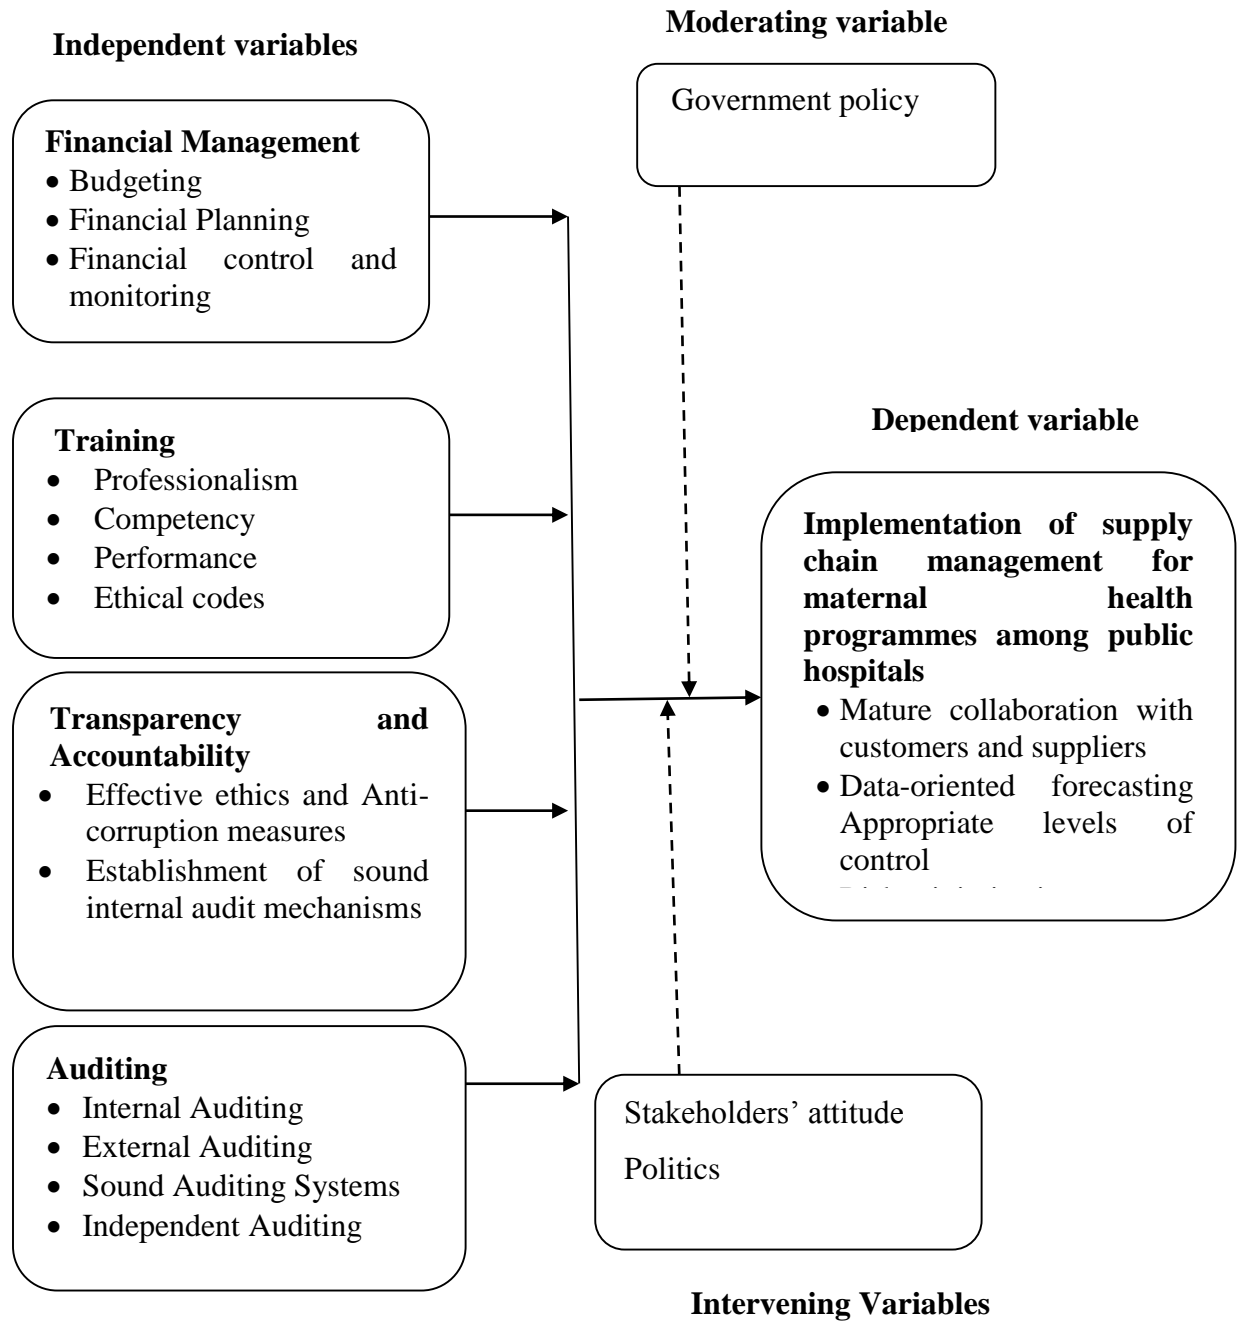 Independent variables
Moderating variable
Government policy
Financial Management
• Budgeting
• Financial Planning
• Financial control and
monitoring
Training
• Professionalism
• Competency
• Performance
• Ethical codes
Dependent variable
Implementation of supply
chain management for
maternal health
programmes among public
hospitals
• Mature collaboration with
customers and suppliers
• Data-oriented forecasting
Appropriate levels of
control
Transparency and
Accountability
• Effective ethics and Anti-
corruption measures
• Establishment of sound
internal audit mechanisms
Auditing
• Internal Auditing
• External Auditing
• Sound Auditing Systems
• Independent Auditing
Stakeholders’ attitude
Politics
Intervening Variables